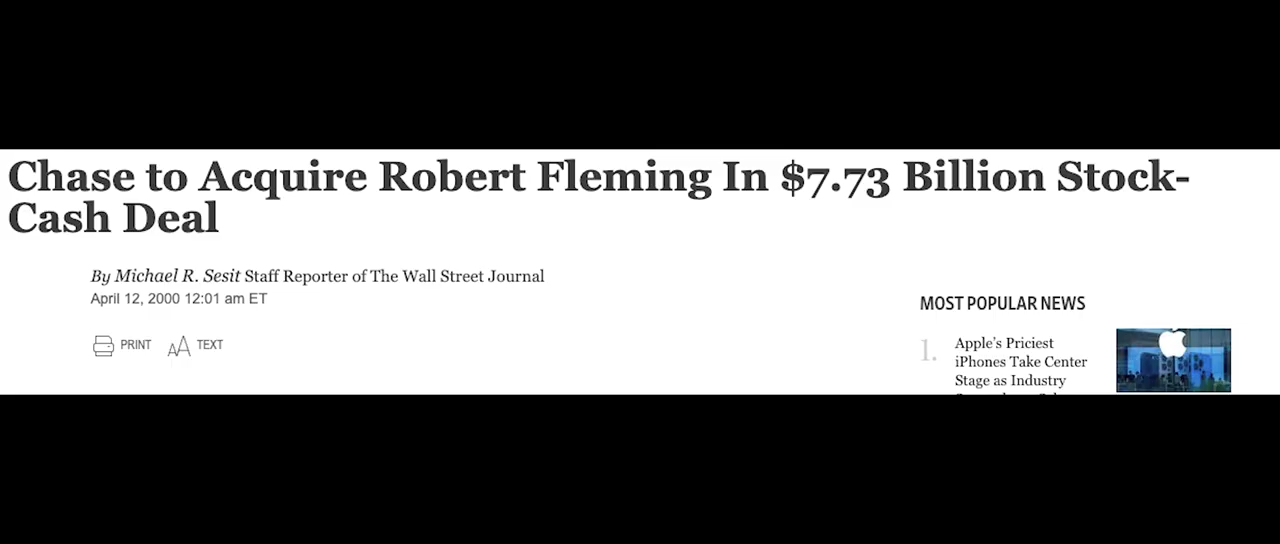 Chase to Acquire Robert Fleming In $7.73 Billion Stock-
Cash Deal
By Michael R. Sesit Staff Reporter of The Wall Street Journal
April 12, 2000 12:01 am ET
PRINT AA TEXT
MOST POPULAR NEWS
1. Apple's Priciest
iPhones Take Center
Stage as Industry